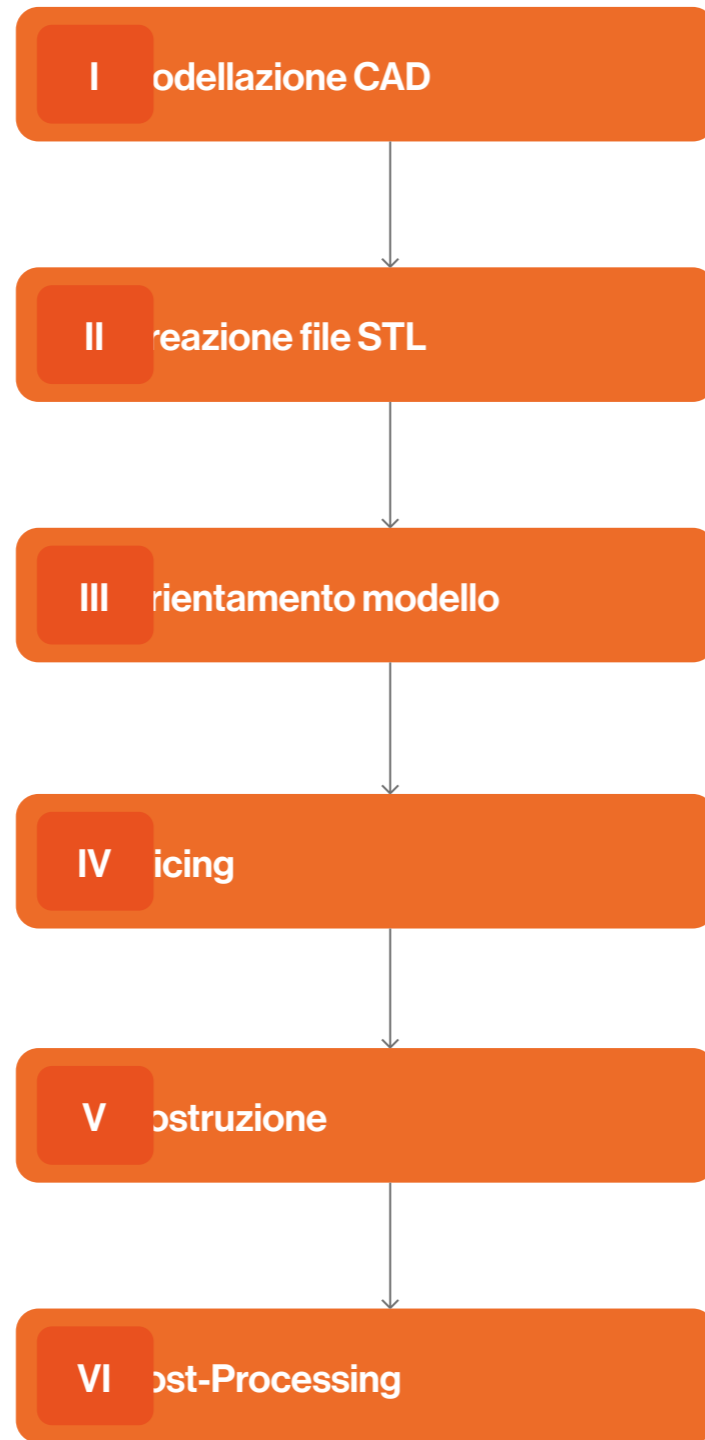 I odellazione CAD
II reazione file STL
III rientamento modello
IV icing
V ostruzione
VI ost-Processing